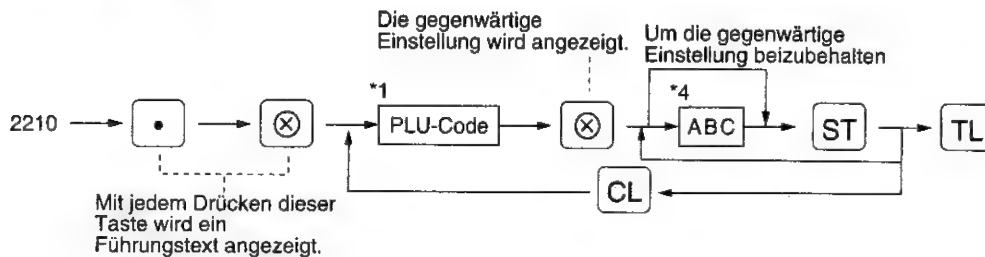 Die gegenwärtige
Einstellung wird angezeigt.
Um die gegenwärtige
Einstellung beizubehalten
*1
*4
2210 • ⊗ PLU-Code ⊗ ABC ST TL
CL
Mit jedem Drücken dieser
Taste wird ein
Führungstext angezeigt.